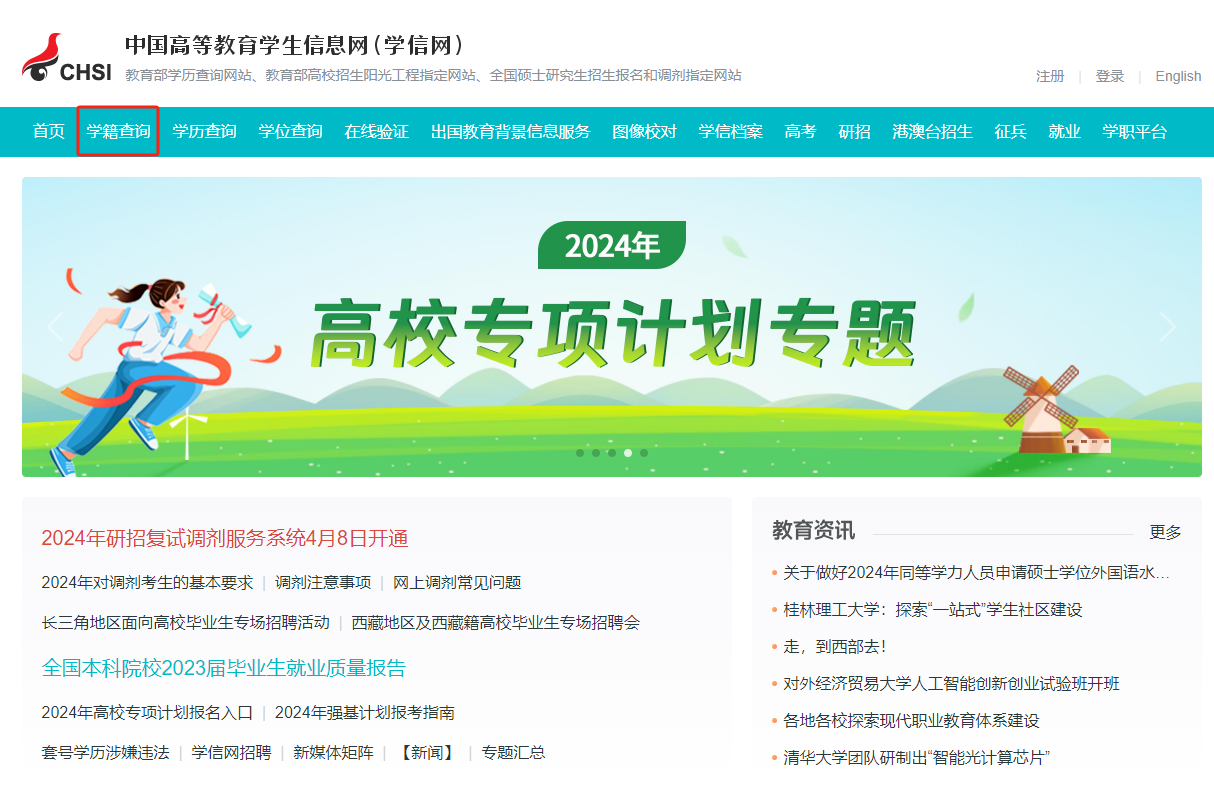 CHSI
中国高等教育学生信息网(学信网)
教育部学历查询网站、教育部高校招生阳光工程指定网站、全国硕士研究生招生报名和调剂指定网站
注册 | 登录 | English
首页 学籍查询 学历查询 学位查询 在线验证 出国教育背景信息服务 图像校对 学信档案 高考 研招 港澳台招生 征兵 就业 学职平台
2024年
高校专项计划专题
2024年研招复试调剂服务系统4月8日开通
2024年对调剂考生的基本要求 | 调剂注意事项 | 网上调剂常见问题
长三角地区面向高校毕业生专场招聘活动 | 西藏地区及西藏籍高校毕业生专场招聘会
全国本科院校2023届毕业生就业质量报告
2024年高校专项计划报名入口 | 2024年强基计划报考指南
套号学历涉嫌违法 | 学信网招聘 | 新媒体矩阵 | 【新闻】 | 专题汇总
教育资讯 更多
• 关于做好2024年同等学力人员申请硕士学位外国语水...
• 桂林理工大学：探索“一站式”学生社区建设
• 走，到西部去！
• 对外经济贸易大学人工智能创新创业试验班开班
• 各地各校探索现代职业教育体系建设
• 清华大学团队研制出“智能光计算芯片”